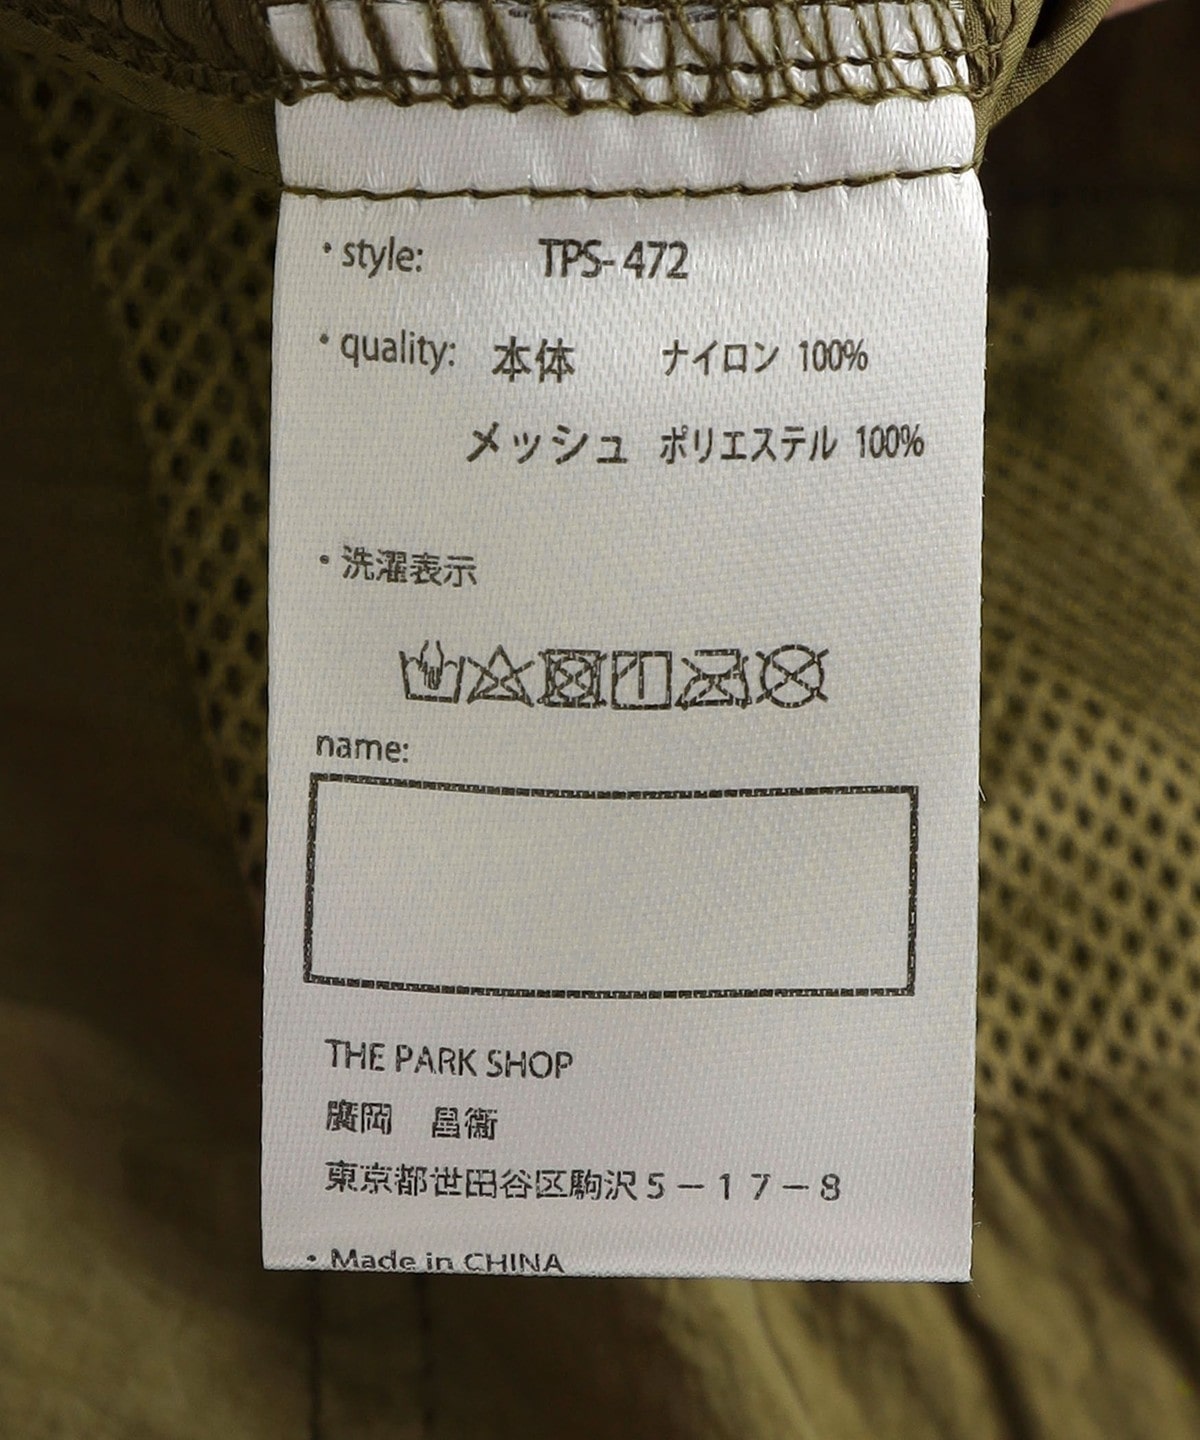 ・style: TPS-472
・quality: 本体 ナイロン 100%
メッシュ ポリエステル 100%
・洗濯表示
name:
THE PARK SHOP
廣岡 昌衞
東京都世田谷区駒沢5－17－8
・Made in CHINA